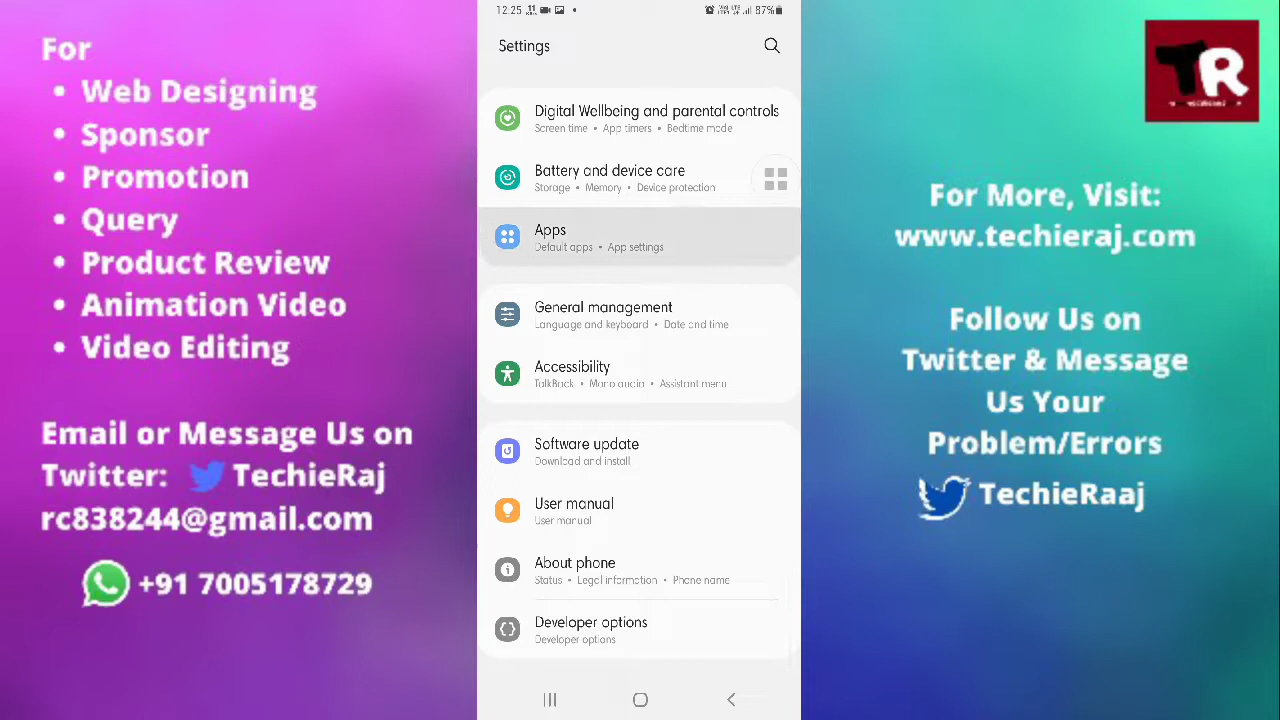 For
• Web Designing
• Sponsor
• Promotion
• Query
• Product Review
• Animation Video
• Video Editing
Email or Message Us on
Twitter: TechieRaj
rc838244@gmail.com
+91 7005178729
12:25
87%
Settings
Digital Wellbeing and parental controls
Screen time • App timers • Bedtime mode
Battery and device care
Storage • Memory • Device protection
Apps
Default apps • App settings
General management
Language and keyboard • Date and time
Accessibility
TalkBack • Mono audio • Assistant menu
Software update
Download and install
User manual
User manual
About phone
Status • Legal information • Phone name
Developer options
Developer options
TR
For More, Visit:
www.techieraj.com
Follow Us on
Twitter & Message
Us Your
Problem/Errors
TechieRaaj